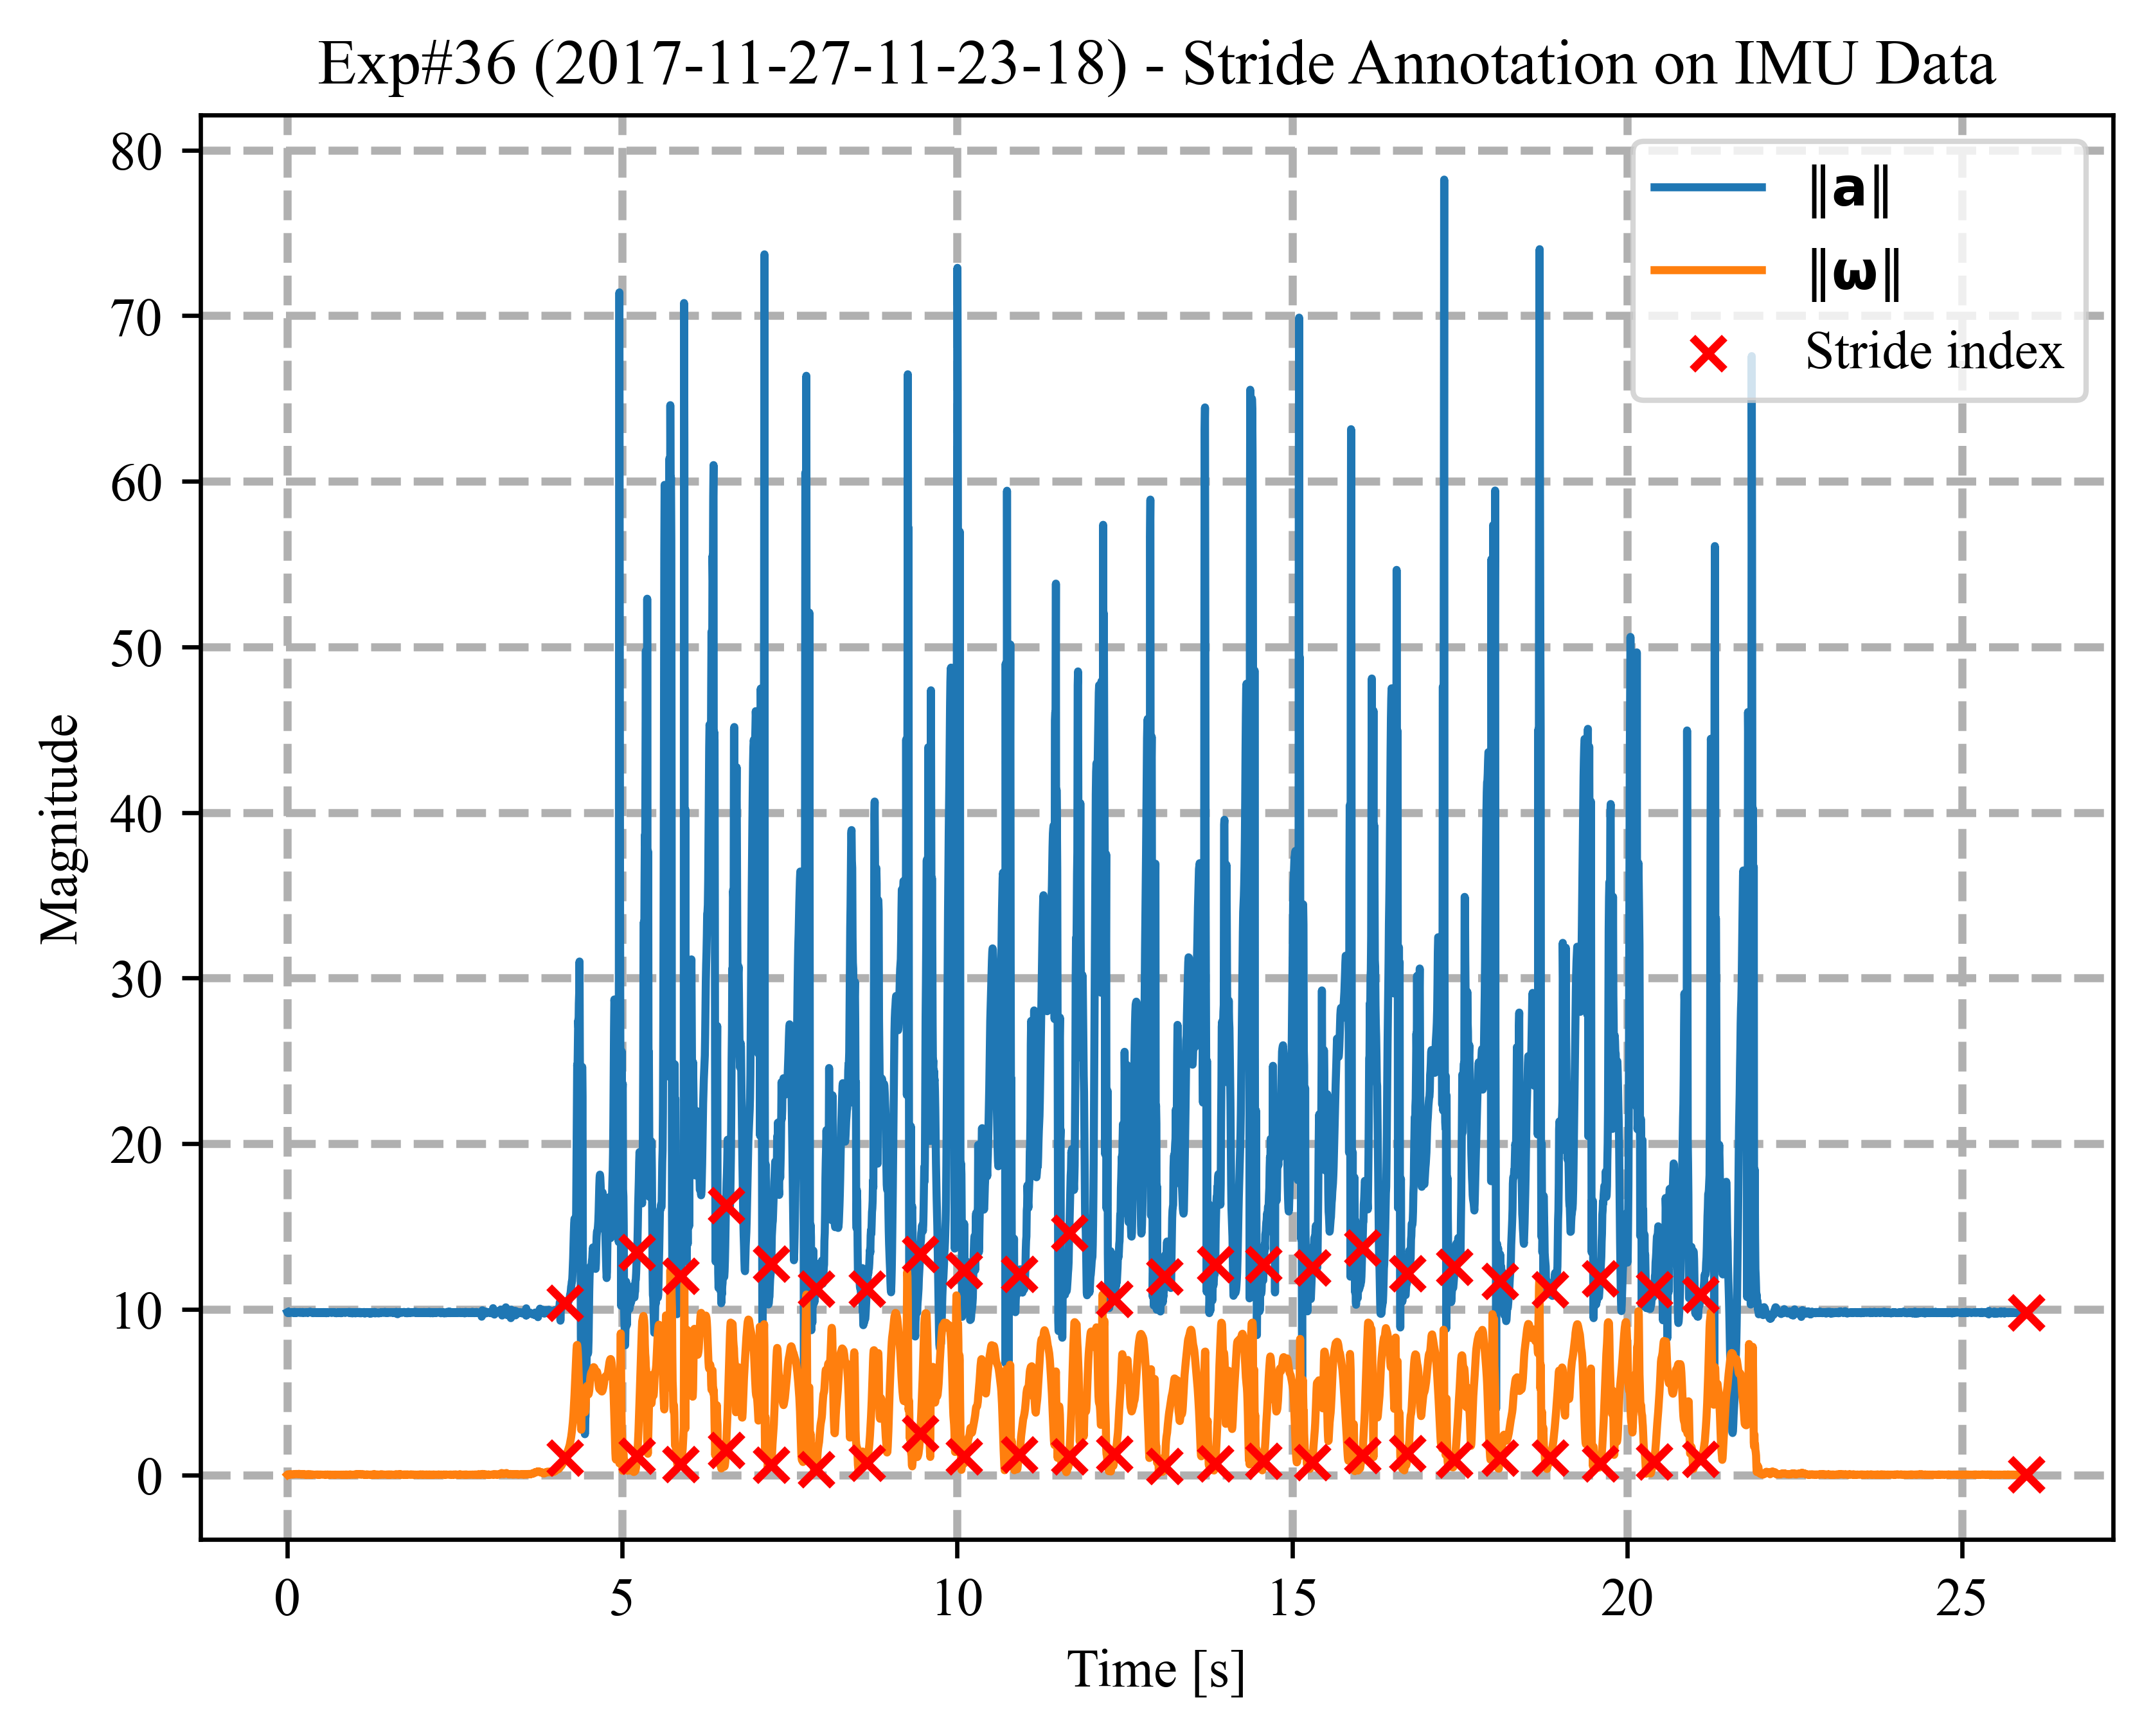 Exp#36 (2017-11-27-11-23-18) - Stride Annotation on IMU Data
80
70
60
50
40
30
20
10
0
Magnitude
‖a‖
‖ω‖
Stride index
0 5 10 15 20 25
Time [s]